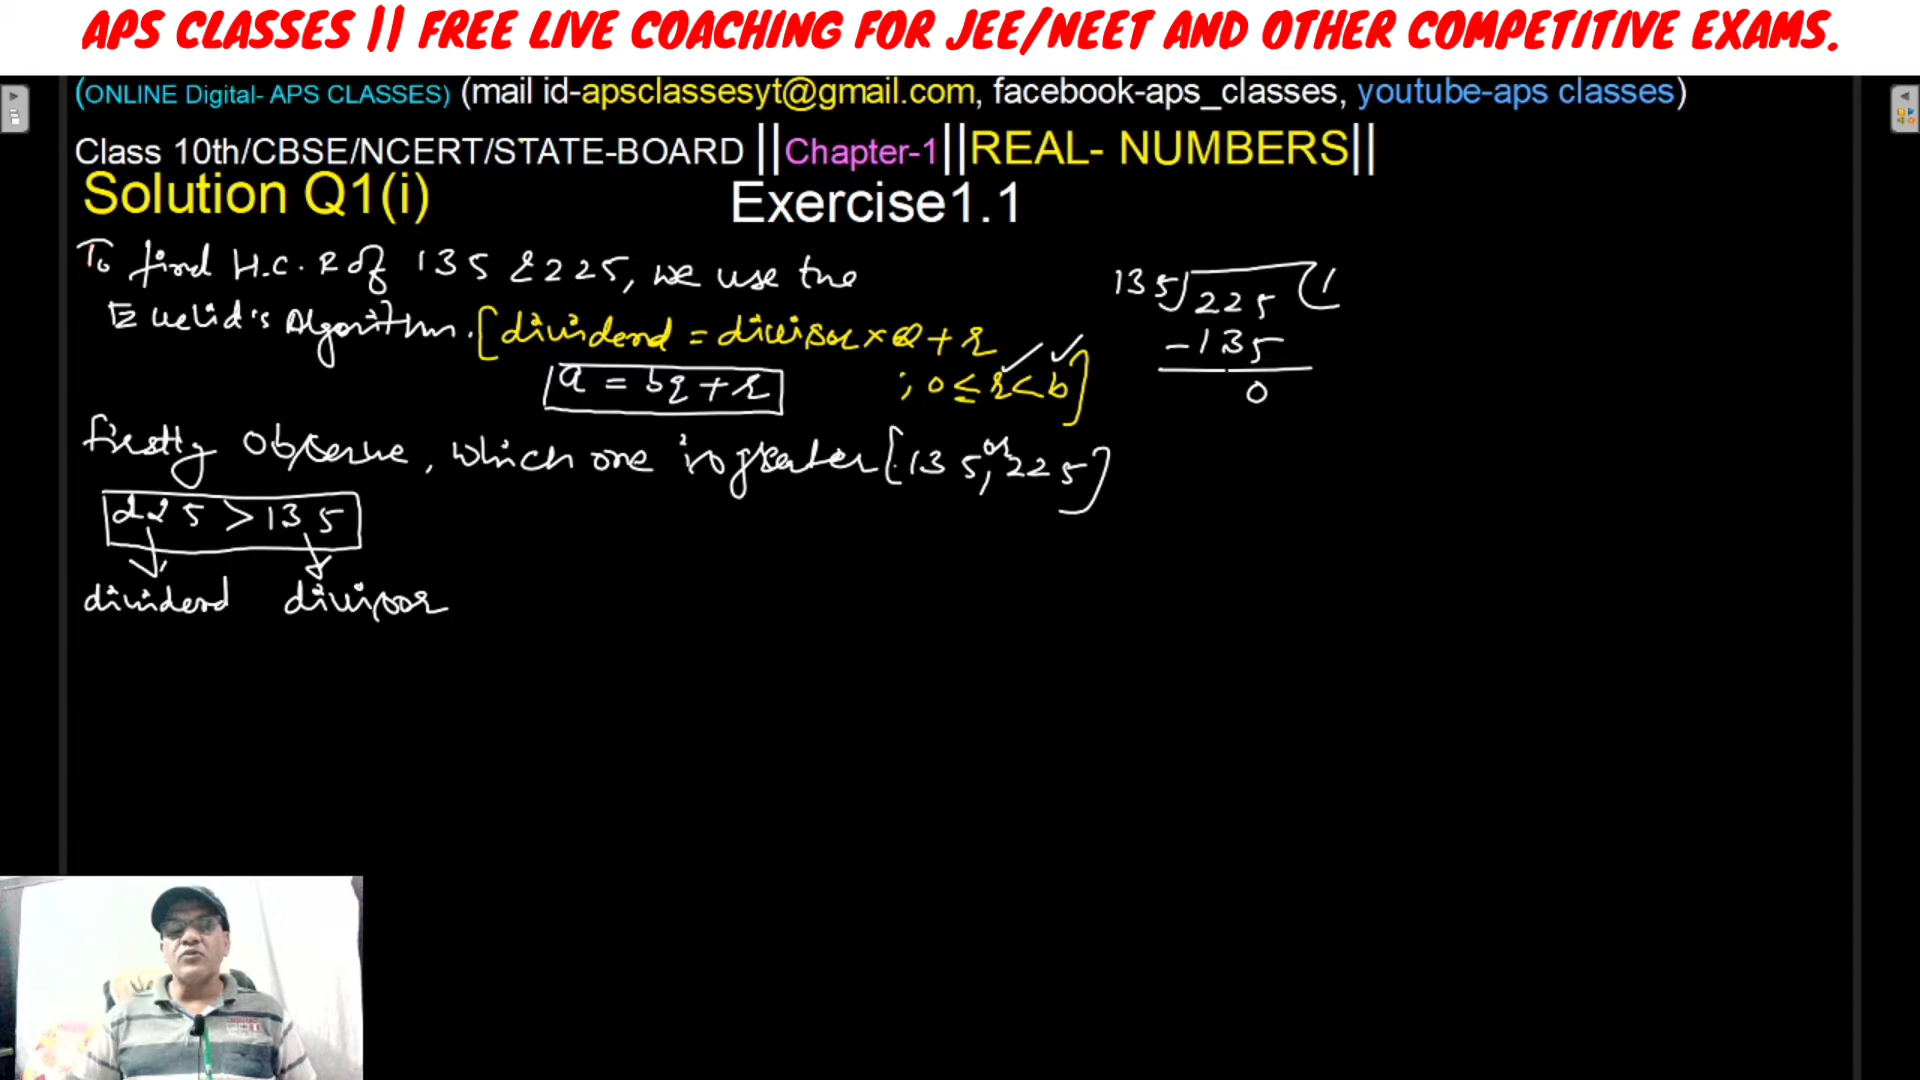 APS CLASSES || FREE LIVE COACHING FOR JEE/NEET AND OTHER COMPETITIVE EXAMS.
(ONLINE Digital- APS CLASSES) (mail id-apsclassesyt@gmail.com, facebook-aps_classes, youtube-aps classes)
Class 10th/CBSE/NCERT/STATE-BOARD ||Chapter-1||REAL- NUMBERS||
Solution Q1(i) Exercise1.1
To find H.C.F of 135 & 225, we use the
Euclid's Algorithm. [dividend = divisor × Q + r
a = bq + r ; 0 ≤ r < b]
firstly Observe, which one is greater [135, or 225]
225 > 135
dividend divisor
135) 225 (1
-135
0